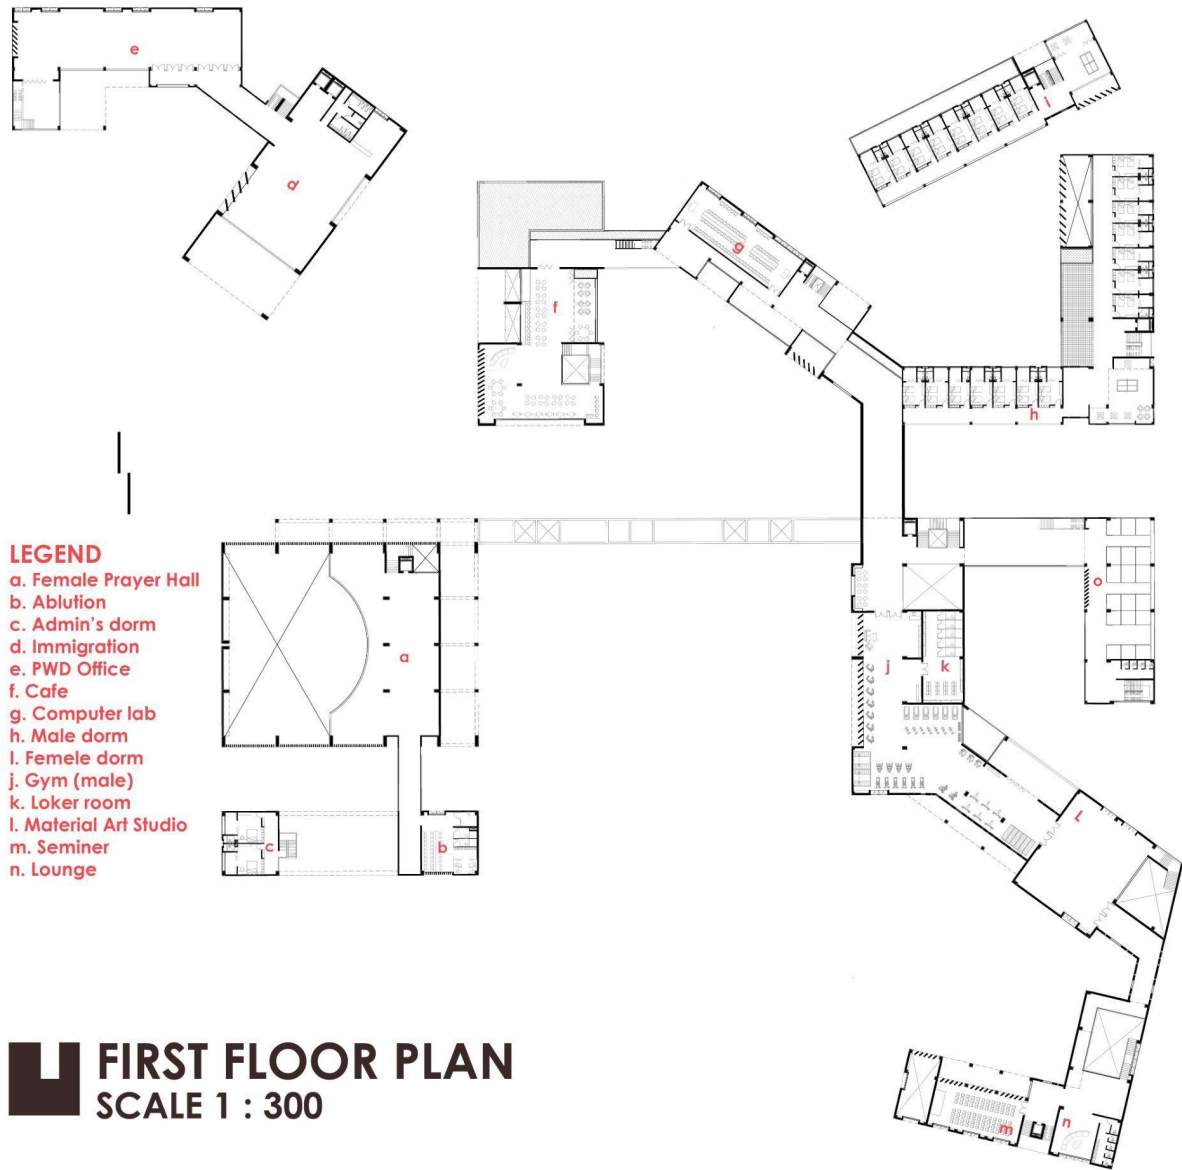 e
i
d
g
f
h
LEGEND
a. Female Prayer Hall
b. Ablution
c. Admin's dorm
d. Immigration
e. PWD Office
f. Cafe
g. Computer lab
h. Male dorm
I. Femele dorm
j. Gym (male)
k. Loker room
l. Material Art Studio
m. Seminer
n. Lounge
o
a
j
k
L
c
b
m
n
FIRST FLOOR PLAN
SCALE 1 : 300